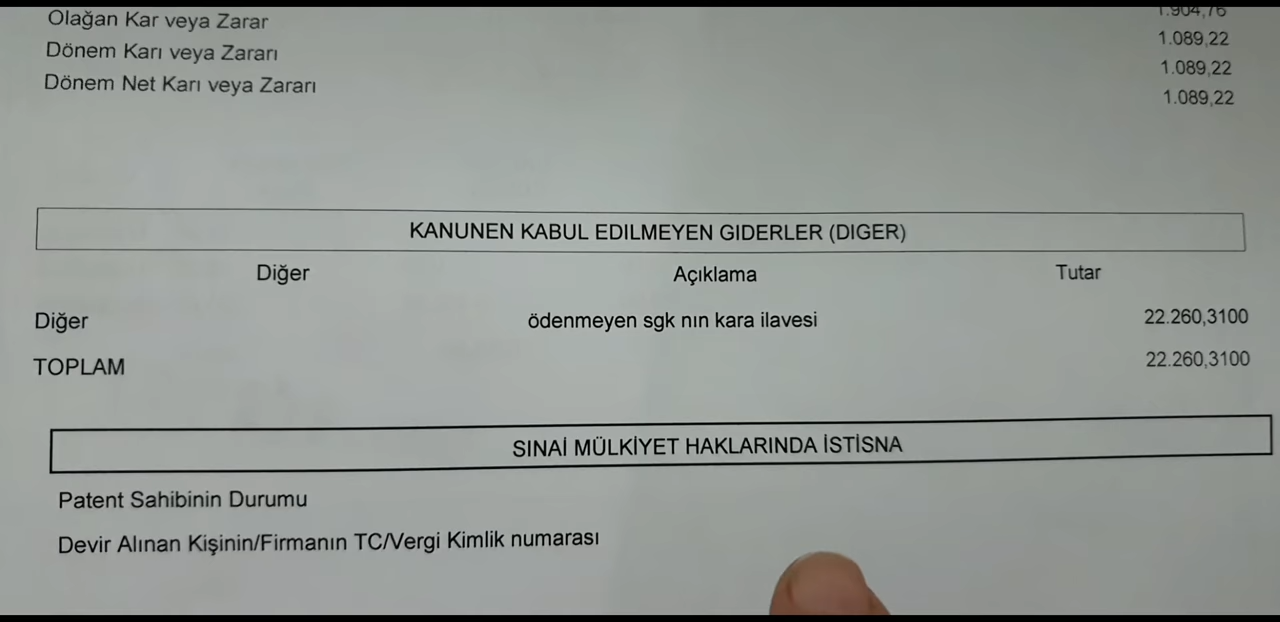 1.904,76
Olağan Kar veya Zarar 1.089,22
Dönem Karı veya Zararı 1.089,22
Dönem Net Karı veya Zararı 1.089,22
KANUNEN KABUL EDILMEYEN GIDERLER (DIGER)
Diğer Açıklama Tutar
Diğer ödenmeyen sgk nın kara ilavesi 22.260,3100
TOPLAM 22.260,3100
SINAİ MÜLKİYET HAKLARINDA İSTİSNA
Patent Sahibinin Durumu
Devir Alınan Kişinin/Firmanın TC/Vergi Kimlik numarası